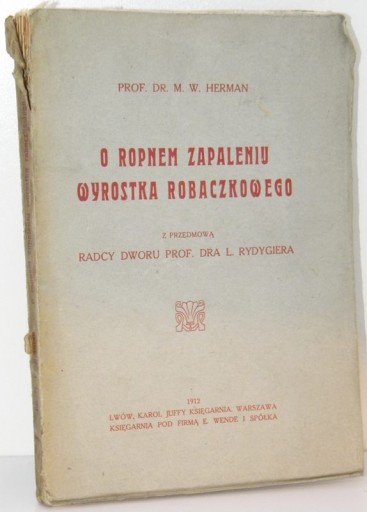 PROF. DR. M. W. HERMAN
O ROPNEM ZAPALENIU
WYROSTKA ROBACZKOWEGO
Z PRZEDMOWĄ
RADCY DWORU PROF. DRA L. RYDYGIERA
1912
LWÓW, KAROL JUFFY KSIĘGARNIA, WARSZAWA
KSIĘGARNIA POD FIRMĄ E. WENDE I SPÓŁKA